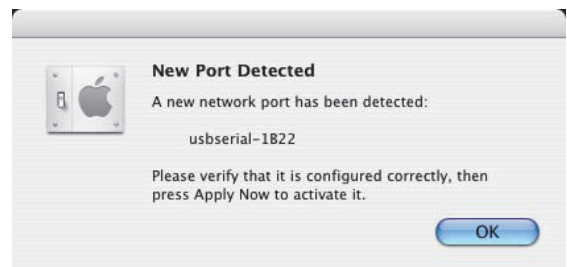 New Port Detected
A new network port has been detected:
usbserial-1B22
Please verify that it is configured correctly, then
press Apply Now to activate it.
OK